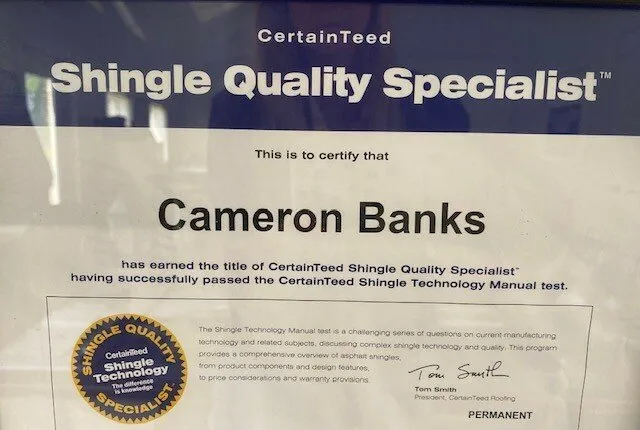 CertainTeed
Shingle Quality Specialist™
This is to certify that
Cameron Banks
has earned the title of CertainTeed Shingle Quality Specialist™
having successfully passed the CertainTeed Shingle Technology Manual test.
SHINGLE QUALITY
CertainTeed
Shingle
Technology
The difference
is knowledge
SPECIALIST
The Shingle Technology Manual test is a challenging series of questions on current manufacturing
technology and related subjects, discussing complex shingle technology and quality. This program
provides a comprehensive overview of asphalt shingles,
from product components and design features,
to price considerations and warranty provisions.
Tom Smith
Tom Smith
President, CertainTeed Roofing
PERMANENT